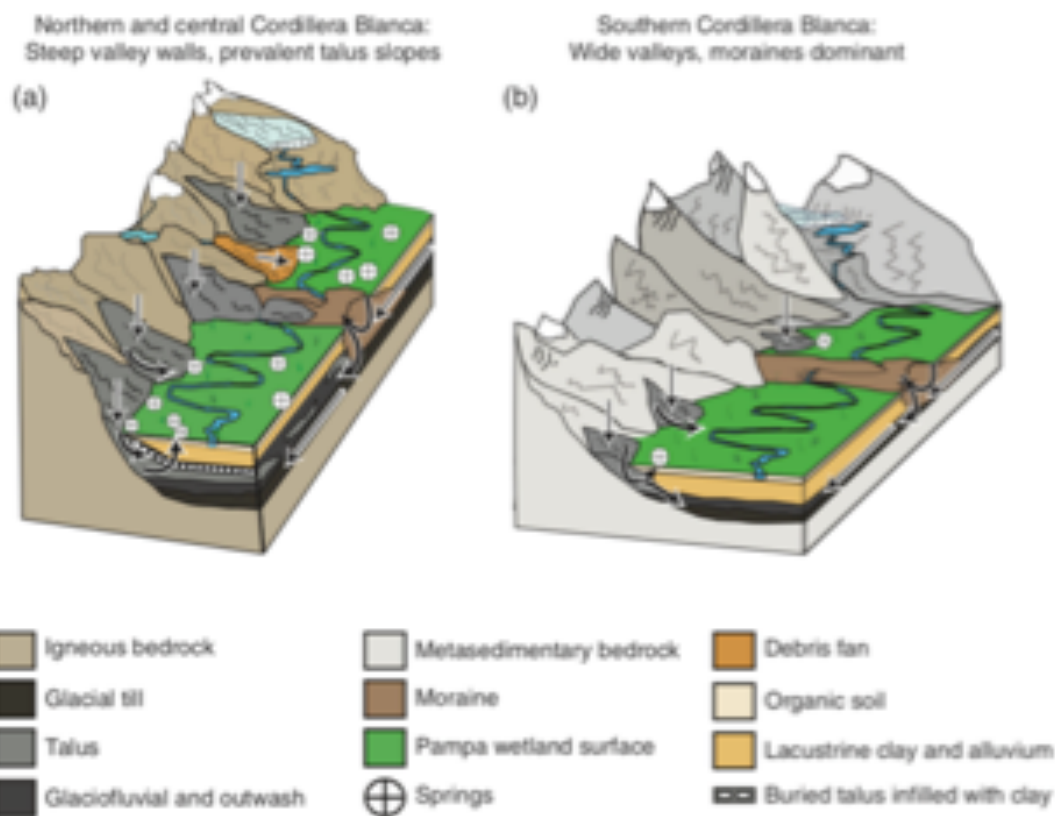 Northern and central Cordillera Blanca:
Steep valley walls, prevalent talus slopes
Southern Cordillera Blanca:
Wide valleys, moraines dominant
(a)
(b)
Igneous bedrock
Metasedimentary bedrock
Debris fan
Glacial till
Moraine
Organic soil
Talus
Pampa wetland surface
Lacustrine clay and alluvium
Glaciofluvial and outwash
Springs
Buried talus infilled with clay